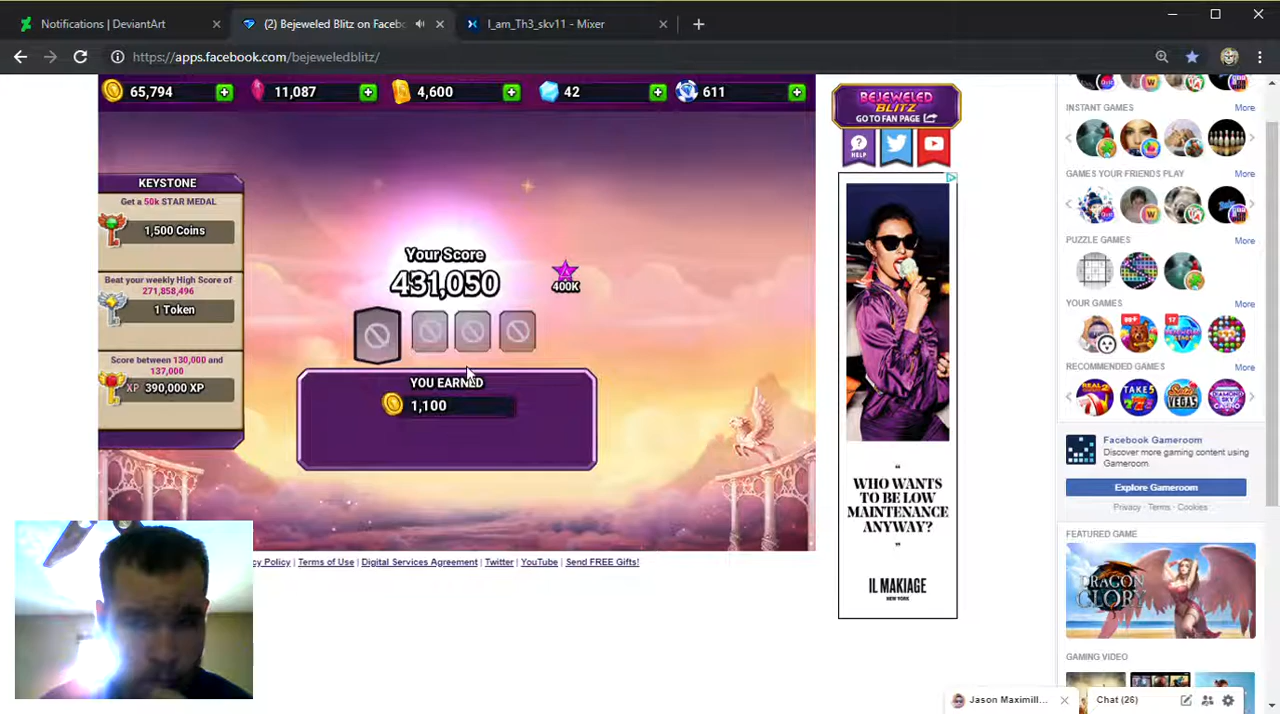 Notifications | DeviantArt
(2) Bejeweled Blitz on Facebo
I_am_Th3_skv11 - Mixer
https://apps.facebook.com/bejeweledblitz/
65,794
11,087
4,600
42
611
KEYSTONE
Get a 50k STAR MEDAL
1,500 Coins
Beat your weekly High Score of
271,858,496
1 Token
Score between 130,000 and
137,000
XP 390,000 XP
Your Score
431,050
400K
YOU EARNED
1,100
cy Policy | Terms of Use | Digital Services Agreement | Twitter | YouTube | Send FREE Gifts!
BEJEWELED
BLITZ
GO TO FAN PAGE
HELP
“
WHO WANTS
TO BE LOW
MAINTENANCE
ANYWAY?
”
IL MAKIAGE
NEW YORK
INSTANT GAMES
More
GAMES YOUR FRIENDS PLAY
More
PUZZLE GAMES
More
YOUR GAMES
More
RECOMMENDED GAMES
More
Facebook Gameroom
Discover more gaming content using
Gameroom.
Explore Gameroom
Privacy · Terms · Cookies
FEATURED GAME
DRAGON
GLORY
GAMING VIDEO
Jason Maximill...
Chat (26)